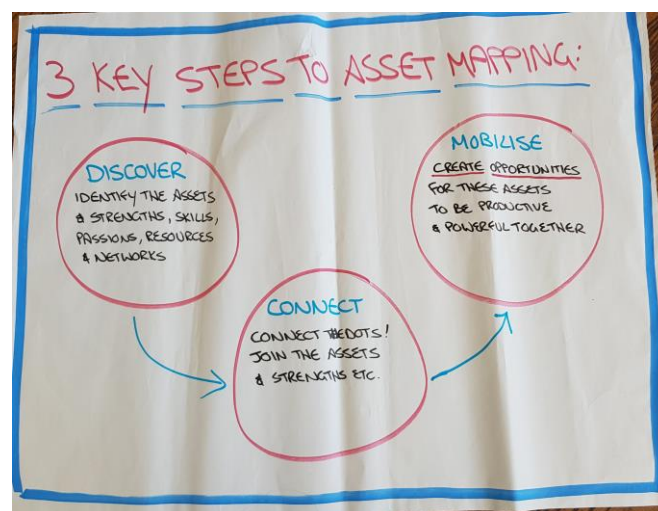 3 KEY STEPS TO ASSET MAPPING:
DISCOVER
IDENTIFY THE ASSETS
& STRENGTHS, SKILLS,
PASSIONS, RESOURCES
& NETWORKS
CONNECT
CONNECT THE DOTS!
JOIN THE ASSETS
& STRENGTHS ETC.
MOBILISE
CREATE OPPORTUNITIES
FOR THESE ASSETS
TO BE PRODUCTIVE
& POWERFUL TOGETHER